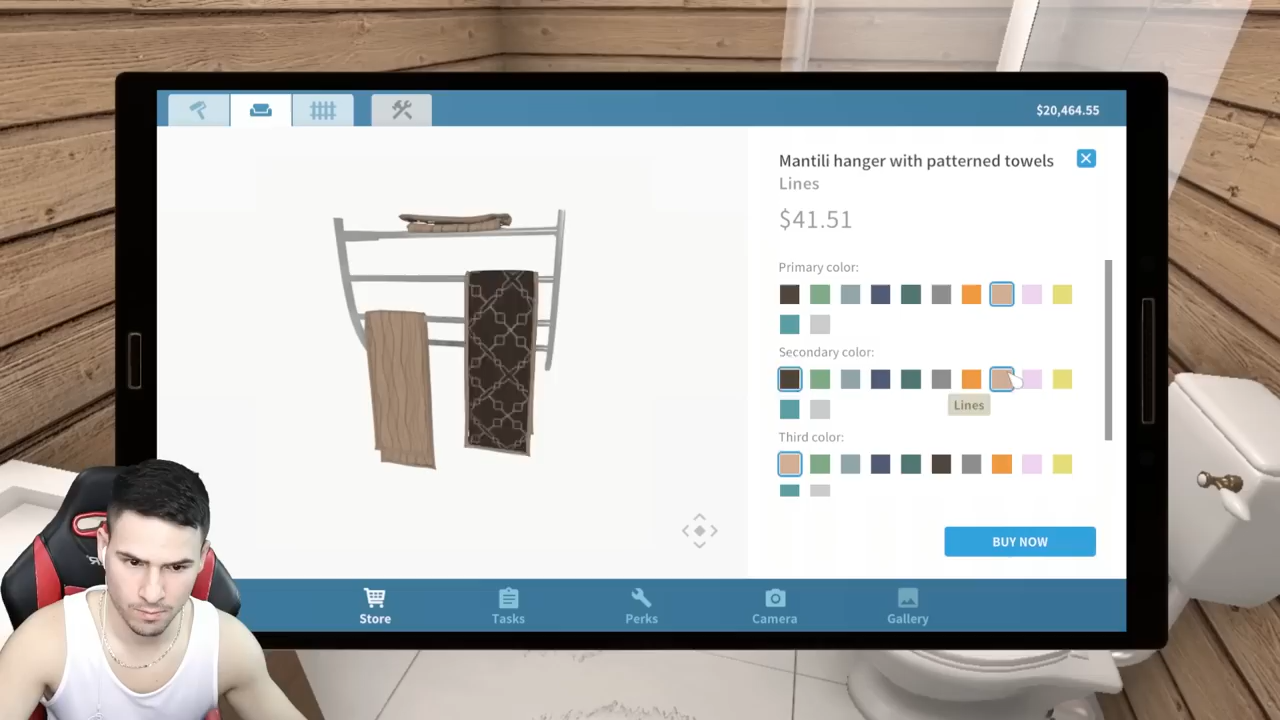 $20,464.55
Mantili hanger with patterned towels
Lines
$41.51
Primary color:
Secondary color:
Lines
Third color:
BUY NOW
Store
Tasks
Perks
Camera
Gallery